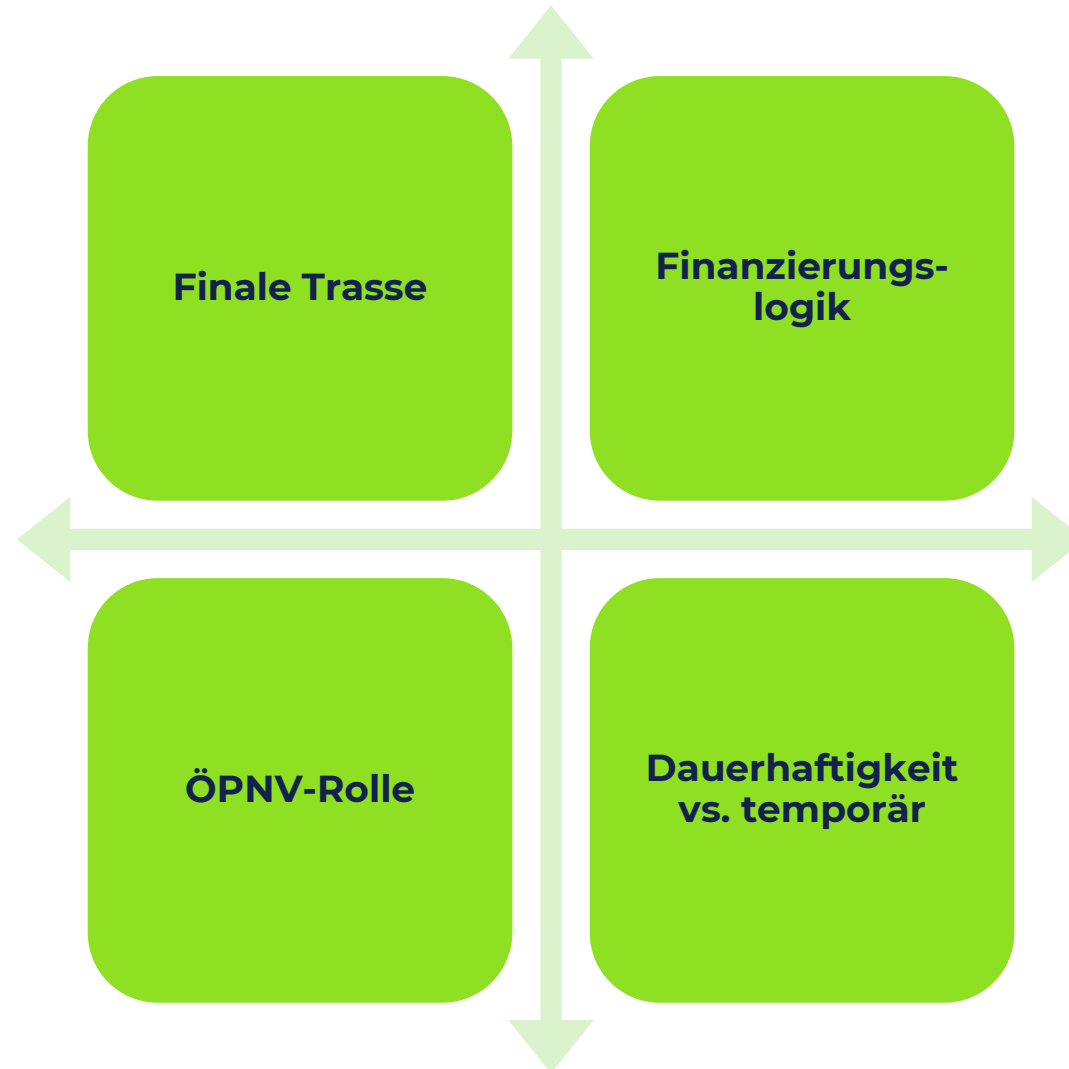 Finale Trasse
Finanzierungs-
logik
ÖPNV-Rolle
Dauerhaftigkeit
vs. temporär